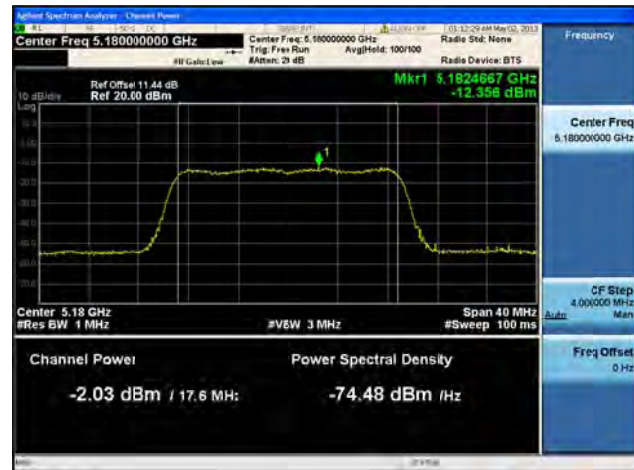 Agilent Spectrum Analyzer - Channel Power
RL
01:12:29 AM May 02, 2013
Center Freq 5.180000000 GHz
Center Freq: 5.180000000 GHz
Radio Std: None
Trig: Free Run
Avg|Hold: 100/100
#IFGain:Low
#Atten: 20 dB
Radio Device: BTS
Ref Offset 11.44 dB
Ref 20.00 dBm
Mkr1 5.1824667 GHz
-12.356 dBm
10 dB/div
Log
1
Center 5.18 GHz
Span 40 MHz
#Res BW 1 MHz
#VBW 3 MHz
#Sweep 100 ms
Channel Power
Power Spectral Density
-2.03 dBm / 17.6 MHz
-74.48 dBm /Hz
Frequency
Center Freq
5.180000000 GHz
CF Step
4.000000 MHz
Auto Man
Freq Offset
0 Hz